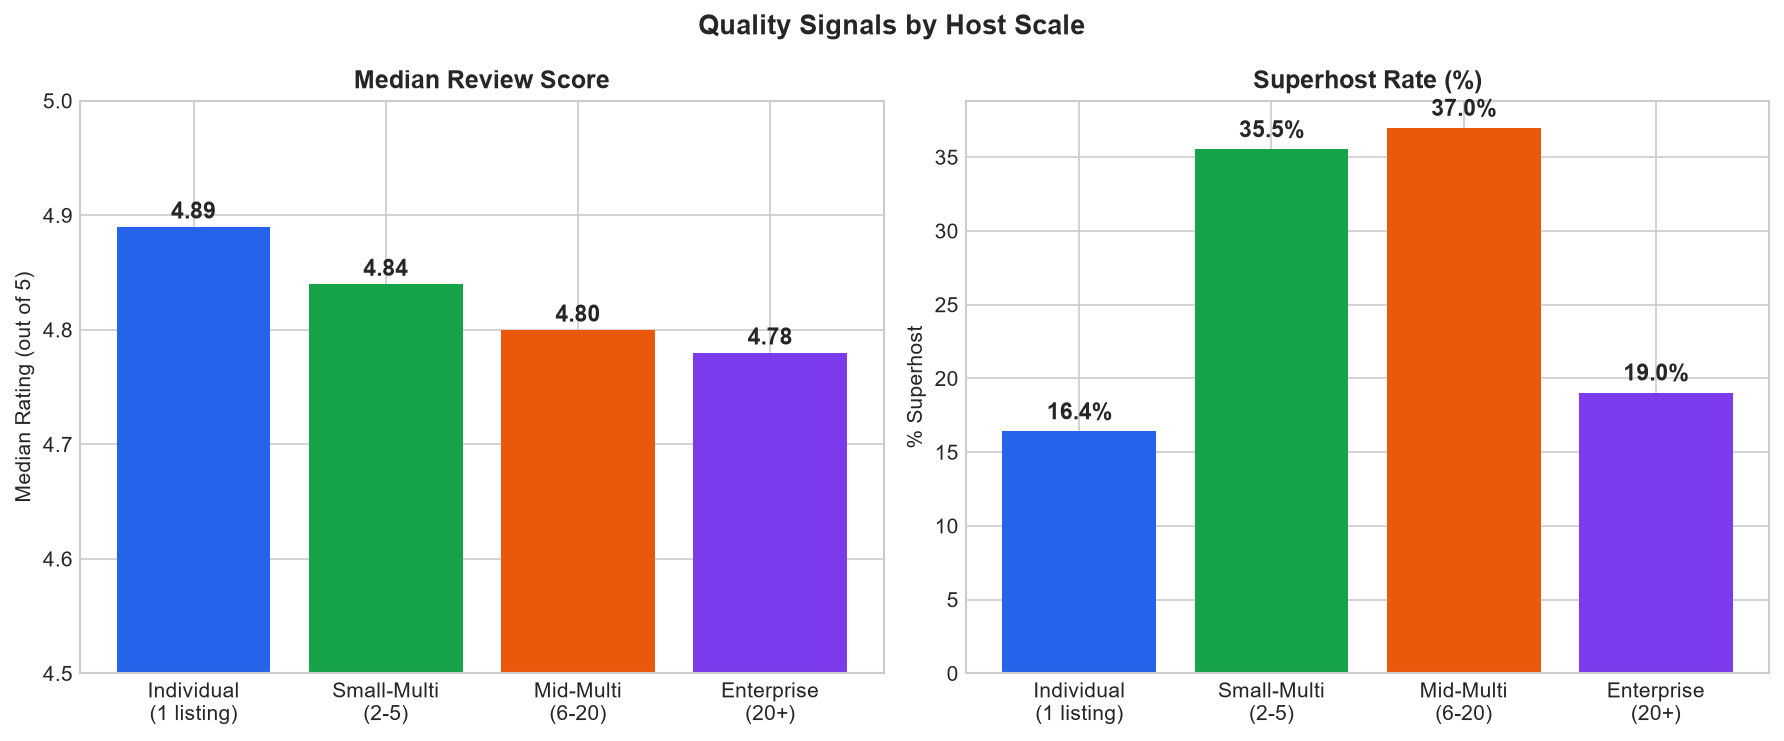 Quality Signals by Host Scale
Median Review Score
Median Rating (out of 5)
5.0
4.9
4.8
4.7
4.6
4.5
4.89
4.84
4.80
4.78
Individual
(1 listing)
Small-Multi
(2-5)
Mid-Multi
(6-20)
Enterprise
(20+)
Superhost Rate (%)
% Superhost
35
30
25
20
15
10
5
0
16.4%
35.5%
37.0%
19.0%
Individual
(1 listing)
Small-Multi
(2-5)
Mid-Multi
(6-20)
Enterprise
(20+)